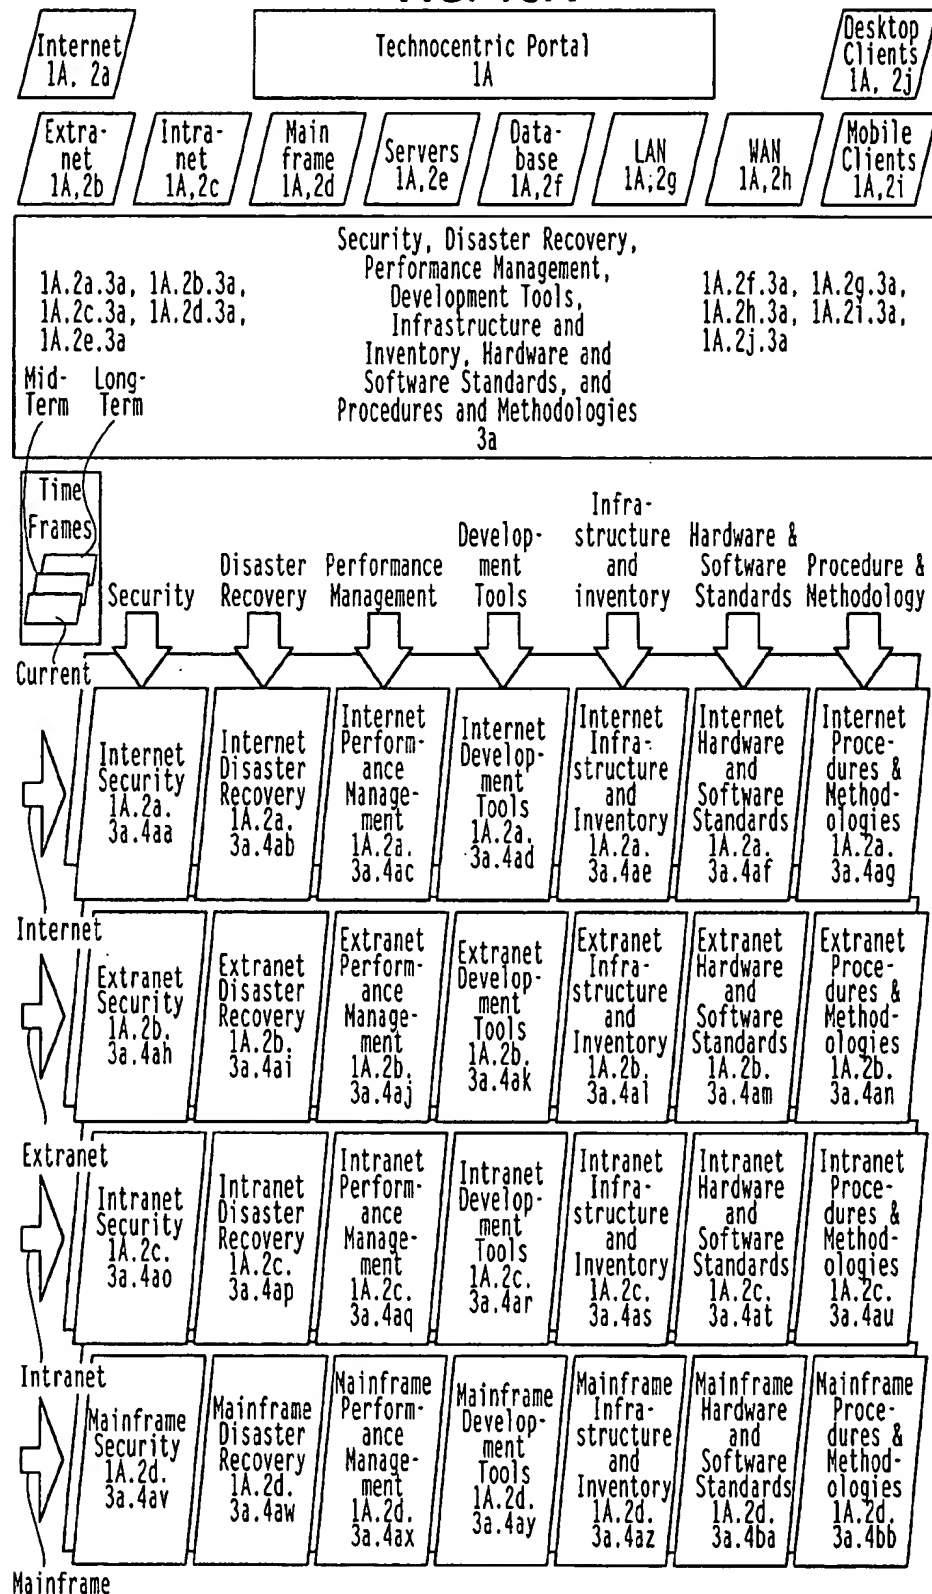 Internet
1A, 2a
Technocentric Portal
1A
Desktop
Clients
1A, 2j
Extra-
net
1A,2b
Intra-
net
1A,2c
Main
frame
1A,2d
Servers
1A,2e
Data-
base
1A,2f
LAN
1A,2g
WAN
1A,2h
Mobile
Clients
1A,2i
1A.2a.3a, 1A.2b.3a,
1A.2c.3a, 1A.2d.3a,
1A.2e.3a
Security, Disaster Recovery,
Performance Management,
Development Tools,
Infrastructure and
Inventory, Hardware and
Software Standards, and
Procedures and Methodologies
3a
1A.2f.3a, 1A.2g.3a,
1A.2h.3a, 1A.2i.3a,
1A.2j.3a
Mid-
Term
Long-
Term
Time
Frames
Current
Security
Disaster
Recovery
Performance
Management
Develop-
ment
Tools
Infra-
structure
and
inventory
Hardware &
Software
Standards
Procedure &
Methodology
Internet
Security
1A.2a.
3a.4aa
Internet
Disaster
Recovery
1A.2a.
3a.4ab
Internet
Perform-
ance
Manage-
ment
1A.2a.
3a.4ac
Internet
Develop-
ment
Tools
1A.2a.
3a.4ad
Internet
Infra-
structure
and
Inventory
1A.2a.
3a.4ae
Internet
Hardware
and
Software
Standards
1A.2a.
3a.4af
Internet
Proce-
dures &
Method-
ologies
1A.2a.
3a.4ag
Internet
Extranet
Security
1A.2b.
3a.4ah
Extranet
Disaster
Recovery
1A.2b.
3a.4ai
Extranet
Perform-
ance
Manage-
ment
1A.2b.
3a.4aj
Extranet
Develop-
ment
Tools
1A.2b.
3a.4ak
Extranet
Infra-
structure
and
Inventory
1A.2b.
3a.4al
Extranet
Hardware
and
Software
Standards
1A.2b.
3a.4am
Extranet
Proce-
dures &
Method-
ologies
1A.2b.
3a.4an
Extranet
Intranet
Security
1A.2c.
3a.4ao
Intranet
Disaster
Recovery
1A.2c.
3a.4ap
Intranet
Perform-
ance
Manage-
ment
1A.2c.
3a.4aq
Intranet
Develop-
ment
Tools
1A.2c.
3a.4ar
Intranet
Infra-
structure
and
Inventory
1A.2c.
3a.4as
Intranet
Hardware
and
Software
Standards
1A.2c.
3a.4at
Intranet
Proce-
dures &
Method-
ologies
1A.2c.
3a.4au
Intranet
Mainframe
Security
1A.2d.
3a.4av
Mainframe
Disaster
Recovery
1A.2d.
3a.4aw
Mainframe
Perform-
ance
Manage-
ment
1A.2d.
3a.4ax
Mainframe
Develop-
ment
Tools
1A.2d.
3a.4ay
Mainframe
Infra-
structure
and
Inventory
1A.2d.
3a.4az
Mainframe
Hardware
and
Software
Standards
1A.2d.
3a.4ba
Mainframe
Proce-
dures &
Method-
ologies
1A.2d.
3a.4bb
Mainframe